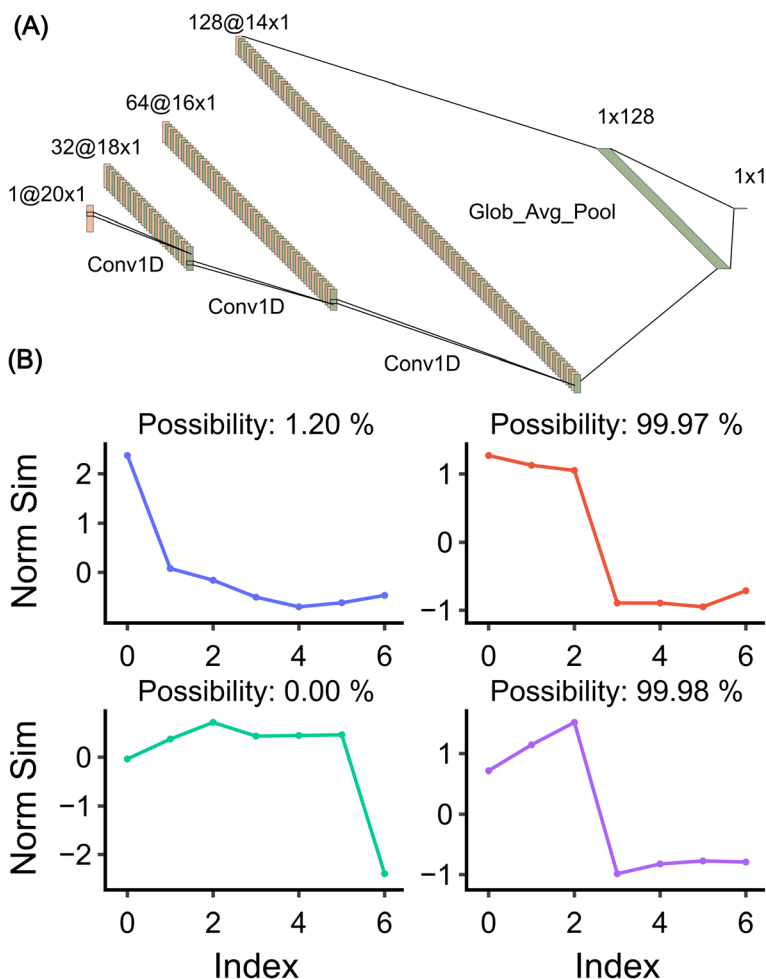 (A)
128@14x1
64@16x1
1x128
32@18x1
1x1
1@20x1
Glob_Avg_Pool
Conv1D
Conv1D
Conv1D
(B)
Possibility: 1.20 %
Norm Sim
2
1
0
0
2
4
6
Possibility: 99.97 %
1
0
−1
0
2
4
6
Possibility: 0.00 %
Norm Sim
0
−1
−2
0
2
4
6
Index
Possibility: 99.98 %
1
0
−1
0
2
4
6
Index